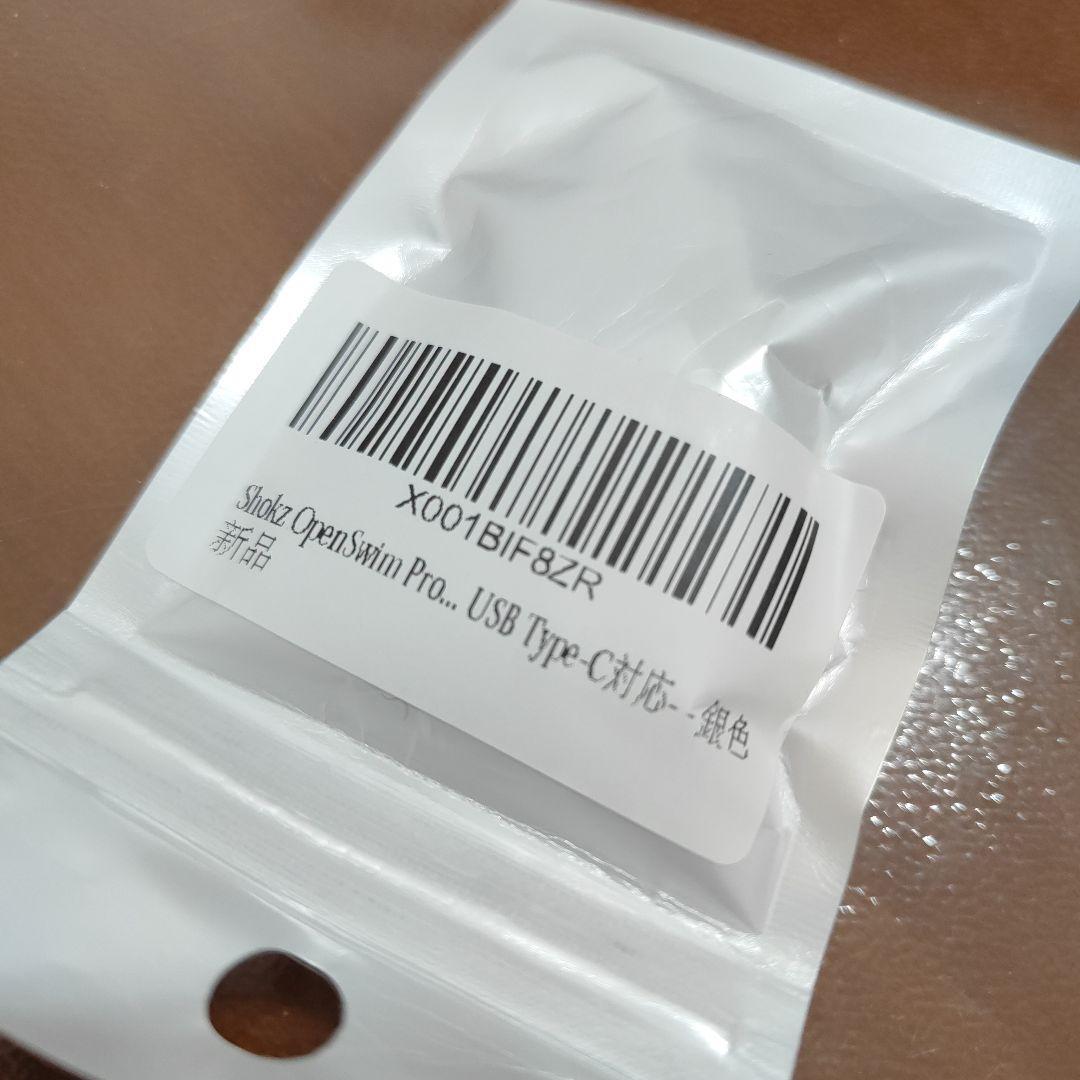 X001BIF8ZR
Shokz OpenSwim Pro... USB Type-C対応--銀色
新品